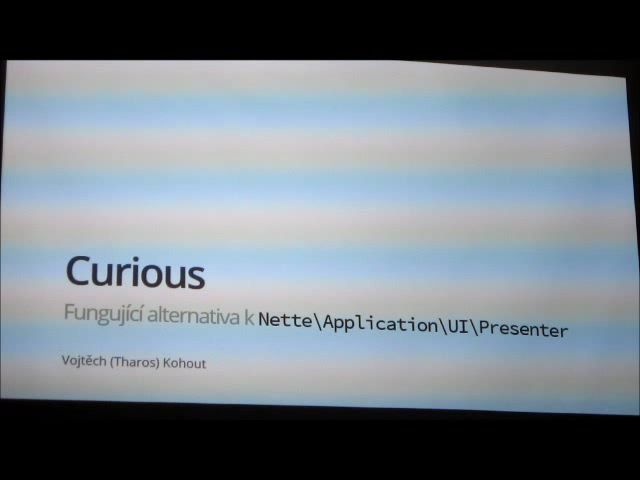 Curious
Fungující alternativa k Nette\Application\UI\Presenter
Vojtěch (Tharos) Kohout